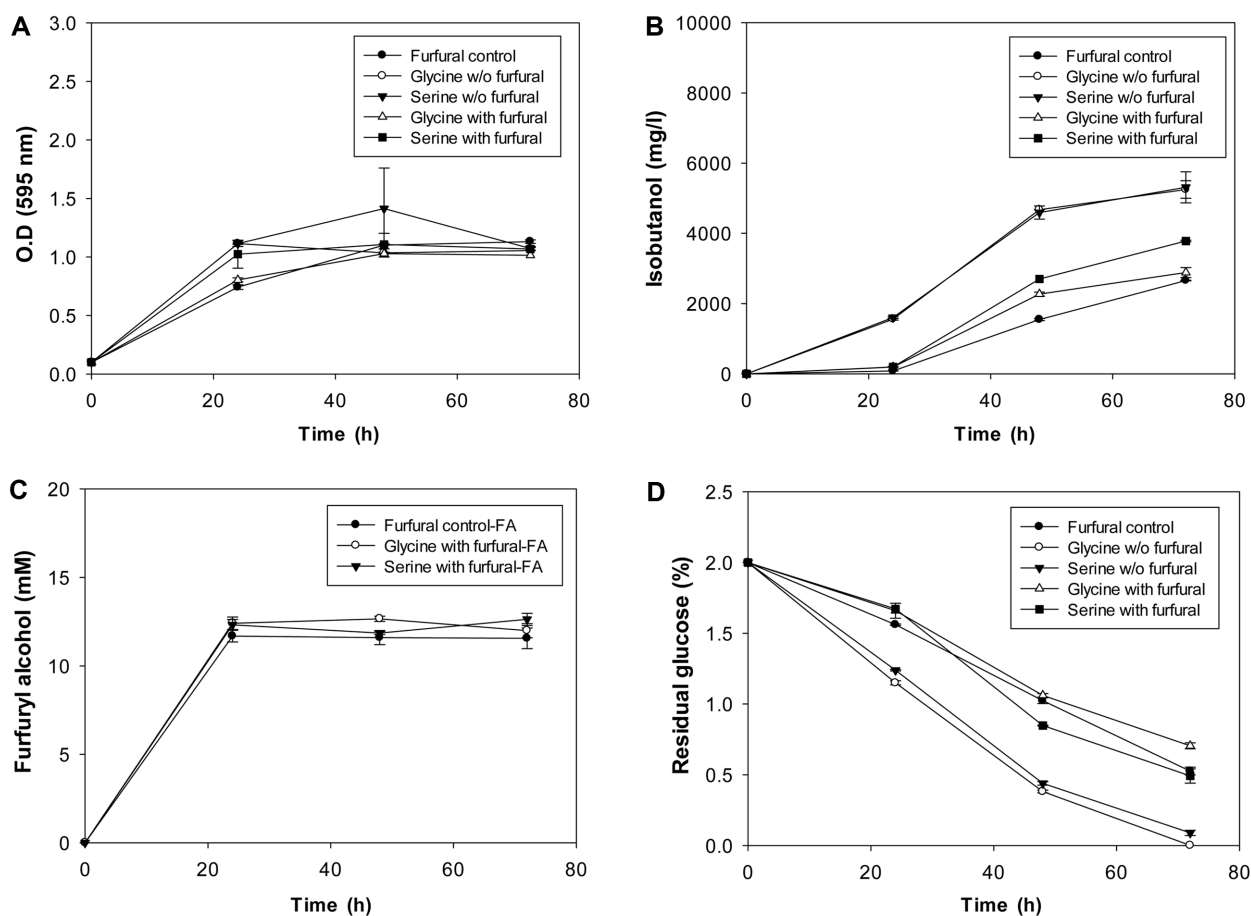 A
3.0
2.5
2.0
1.5
1.0
0.5
0.0
O.D (595 nm)
0 20 40 60 80
Time (h)
Furfural control
Glycine w/o furfural
Serine w/o furfural
Glycine with furfural
Serine with furfural
B
10000
8000
6000
4000
2000
0
Isobutanol (mg/l)
0 20 40 60 80
Time (h)
Furfural control
Glycine w/o furfural
Serine w/o furfural
Glycine with furfural
Serine with furfural
C
20
15
10
5
0
Furfuryl alcohol (mM)
0 20 40 60 80
Time (h)
Furfural control-FA
Glycine with furfural-FA
Serine with furfural-FA
D
2.5
2.0
1.5
1.0
0.5
0.0
Residual glucose (%)
0 20 40 60 80
Time (h)
Furfural control
Glycine w/o furfural
Serine w/o furfural
Glycine with furfural
Serine with furfural